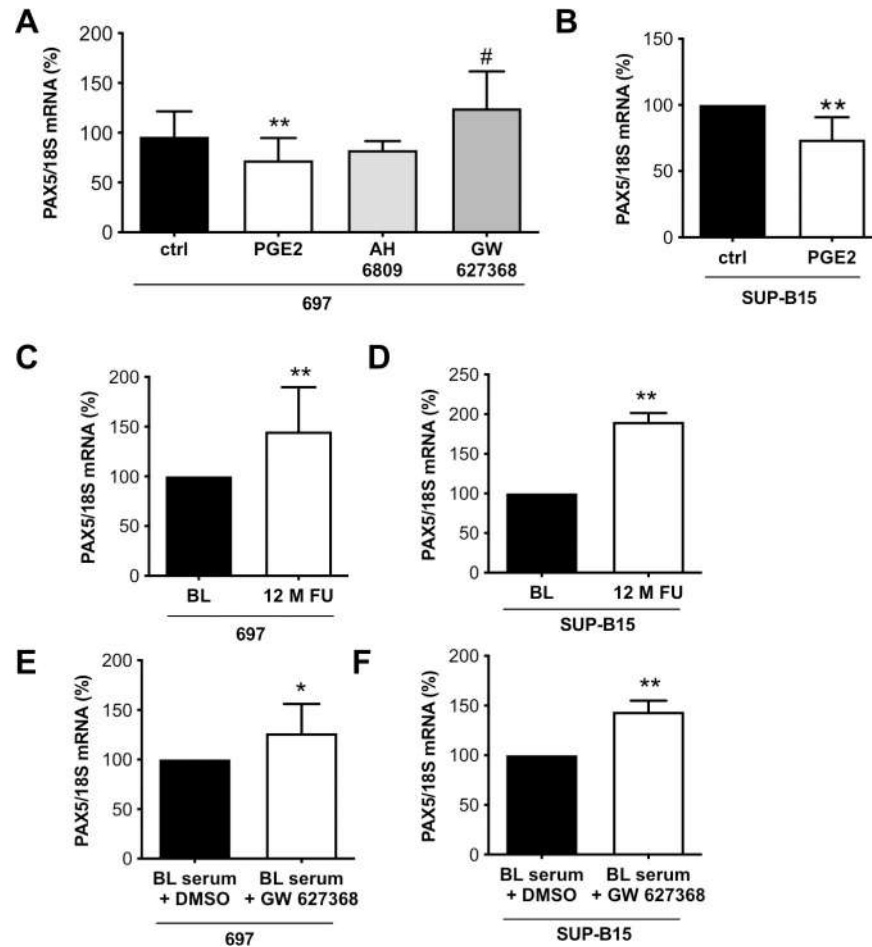 A
PAX5/18S mRNA (%)
200
150
100
50
0
**
#
ctrl
PGE2
AH
6809
GW
627368
697
B
PAX5/18S mRNA (%)
150
100
50
0
**
ctrl
PGE2
SUP-B15
C
PAX5/18S mRNA (%)
200
150
100
50
0
**
BL
12 M FU
697
D
PAX5/18S mRNA (%)
250
200
150
100
50
0
**
BL
12 M FU
SUP-B15
E
PAX5/18S mRNA (%)
200
150
100
50
0
*
BL serum
+ DMSO
BL serum
+ GW 627368
697
F
PAX5/18S mRNA (%)
200
150
100
50
0
**
BL serum
+ DMSO
BL serum
+ GW 627368
SUP-B15